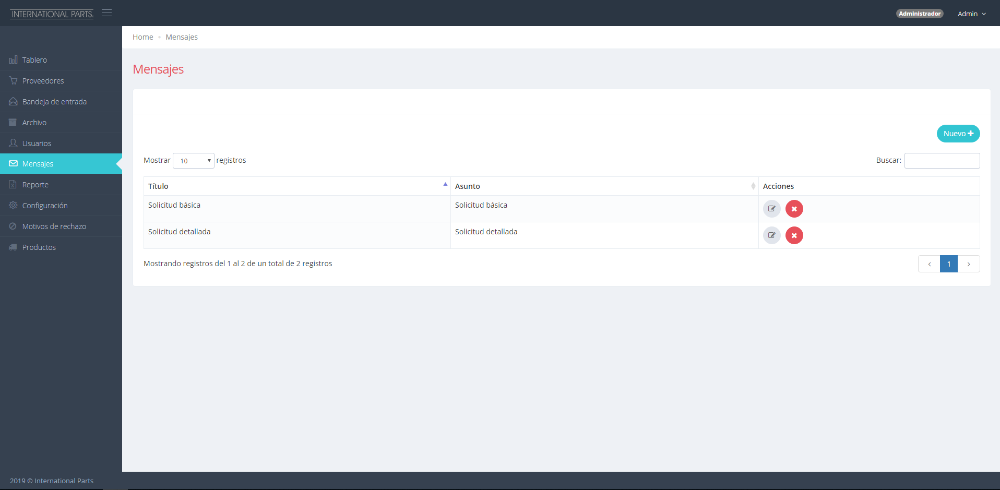 INTERNATIONAL PARTS
Administrador
Admin
Home • Mensajes
Tablero
Proveedores
Bandeja de entrada
Archivo
Usuarios
Mensajes
Reporte
Configuración
Motivos de rechazo
Productos
Mensajes
Nuevo
Mostrar 10 registros
Buscar:
Título Asunto Acciones
Solicitud básica Solicitud básica
Solicitud detallada Solicitud detallada
Mostrando registros del 1 al 2 de un total de 2 registros
1
2019 © International Parts